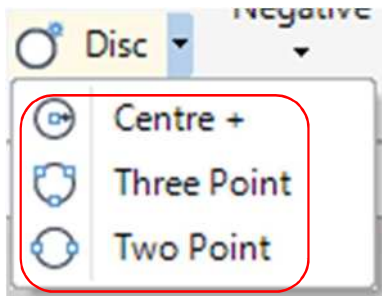 Negative
Disc
Centre +
Three Point
Two Point